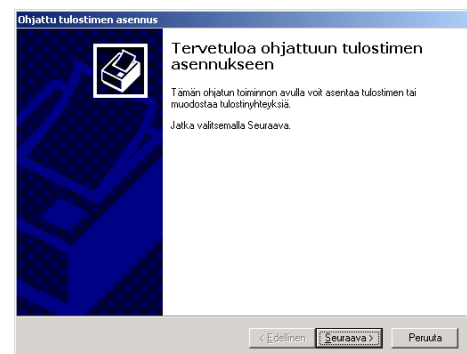 Ohjattu tulostimen asennus
Tervetuloa ohjattuun tulostimen
asennukseen
Tämän ohjatun toiminnon avulla voit asentaa tulostimen tai
muodostaa tulostinyhteyksiä.
Jatka valitsemalla Seuraava.
< Edellinen Seuraava > Peruuta